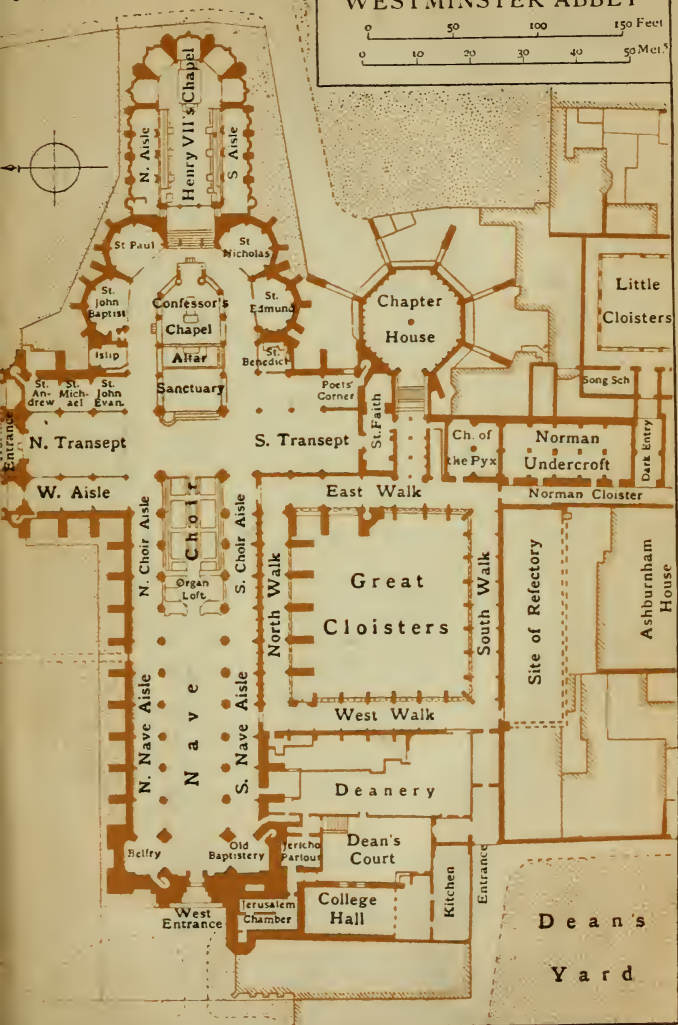 WESTMINSTER ABBEY
0 50 100 150 Feet
0 10 20 30 40 50 Met.s
Henry VII's Chapel
N. Aisle
S Aisle
St Paul
St
Nicholas
St.
John
Baptist
Confessor's
Chapel
St.
Edmund
Islip
Altar
St.
Benedict
Sanctuary
St.
An-
drew
St.
Mich-
ael
St.
John
Evan.
Poets'
Corner
Chapter
House
Little
Cloisters
Song Sch
Entrance
N. Transept
S. Transept
St. Faith
Ch. of
the Pyx
Norman
Undercroft
Dark Entry
W. Aisle
East Walk
Norman Cloister
N. Choir Aisle
Choir
S. Choir Aisle
Organ
Loft
North Walk
Great
Cloisters
South Walk
Site of Refectory
Ashburnham
House
N. Nave Aisle
Nave
S. Nave Aisle
West Walk
Deanery
Belfry
Old
Baptistery
Jericho
Parlour
Dean's
Court
Kitchen
Entrance
West
Entrance
Jerusalem
Chamber
College
Hall
Dean's
Yard